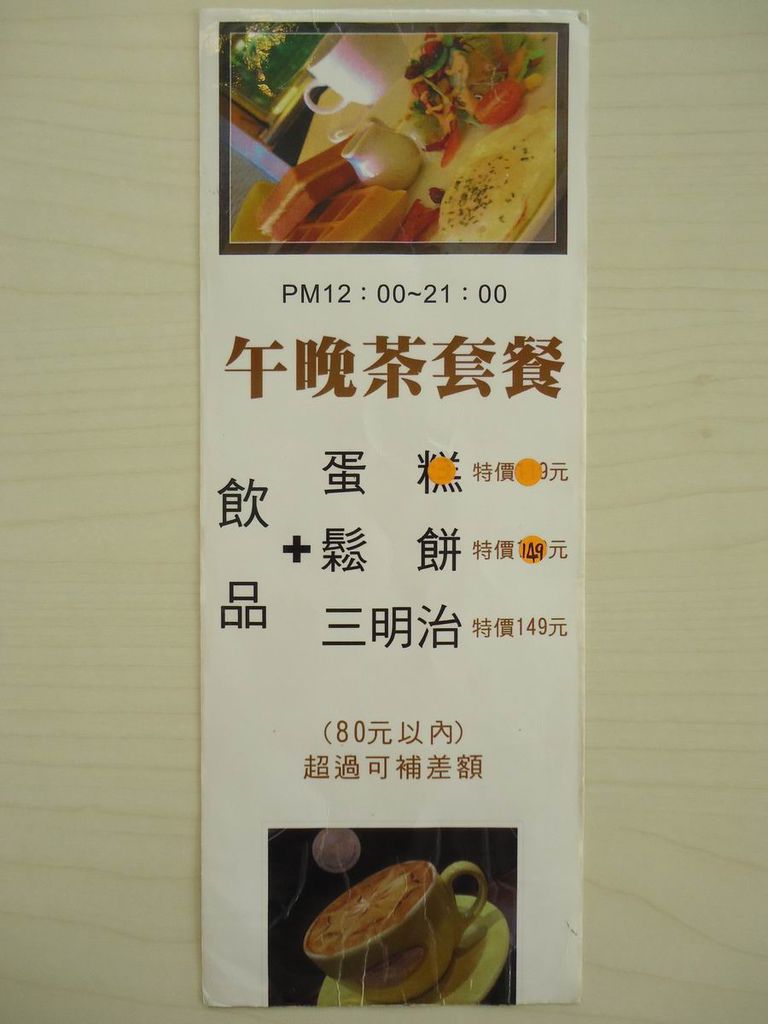 PM12：00~21：00
午晚茶套餐
飲品
+
蛋糕 特價
9元
鬆餅 特價149元
三明治 特價149元
(80元以內)
超過可補差額